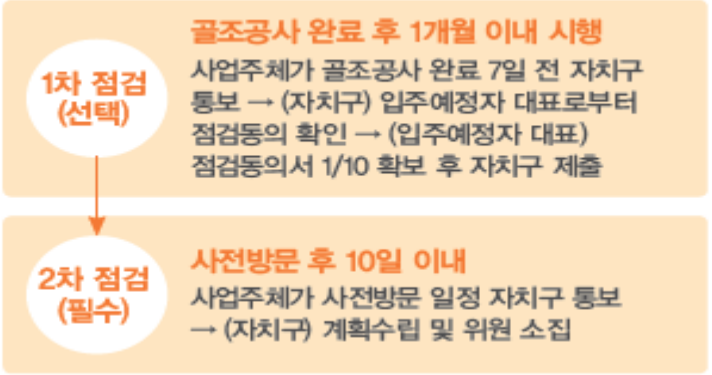 1차 점검
(선택)
골조공사 완료 후 1개월 이내 시행
사업주체가 골조공사 완료 7일 전 자치구
통보 → (자치구) 입주예정자 대표로부터
점검동의 확인 → (입주예정자 대표)
점검동의서 1/10 확보 후 자치구 제출
2차 점검
(필수)
사전방문 후 10일 이내
사업주체가 사전방문 일정 자치구 통보
→ (자치구) 계획수립 및 위원 소집